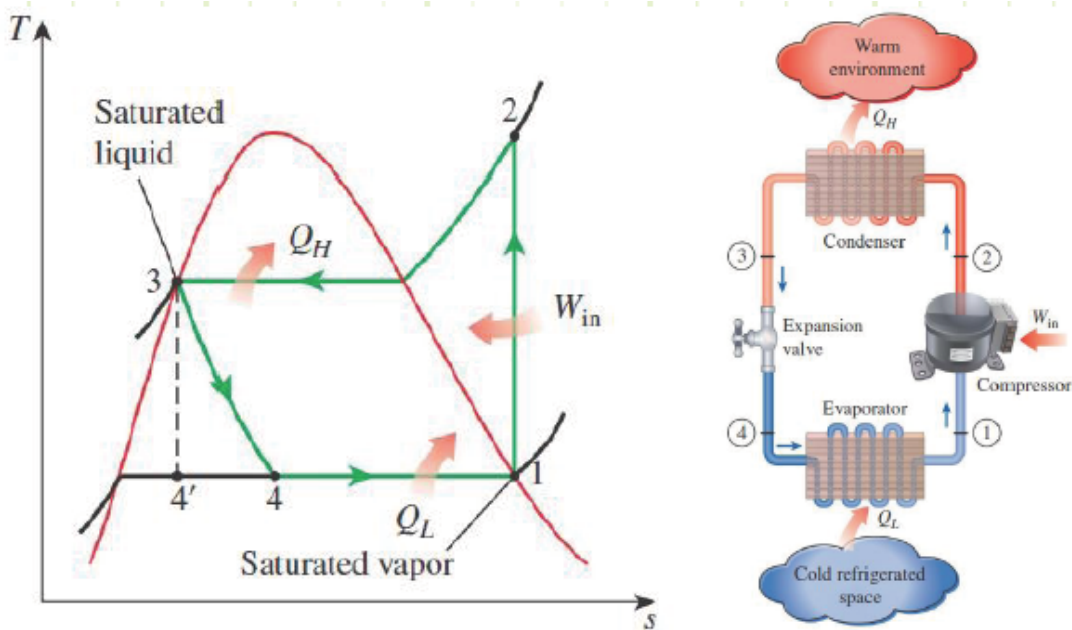 T
Saturated
liquid
2
Q_H
3
W_in
4′
4
1
Q_L
Saturated vapor
s
Warm
environment
Q_H
Condenser
3
2
Expansion
valve
W_in
Compressor
Evaporator
4
1
Q_L
Cold refrigerated
space